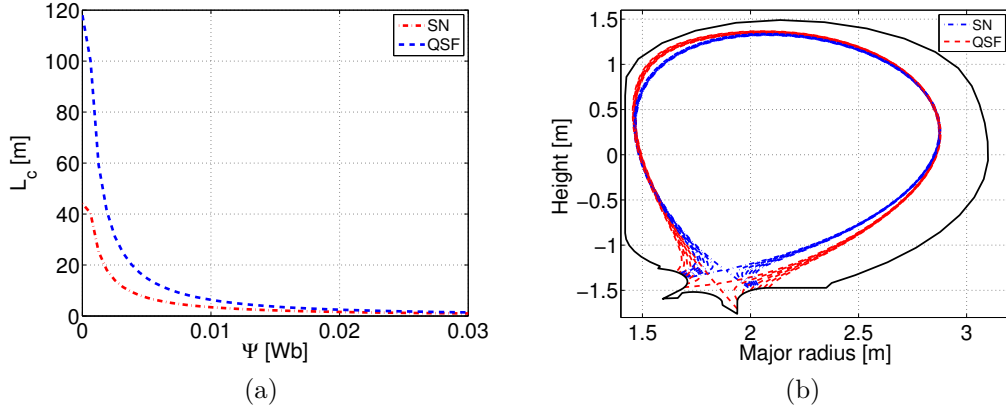 120
100
80
60
40
20
0
L_c [m]
0
0.01
0.02
0.03
Ψ [Wb]
SN
QSF
(a)
1.5
1
0.5
0
−0.5
−1
−1.5
Height [m]
1.5
2
2.5
3
Major radius [m]
SN
QSF
(b)